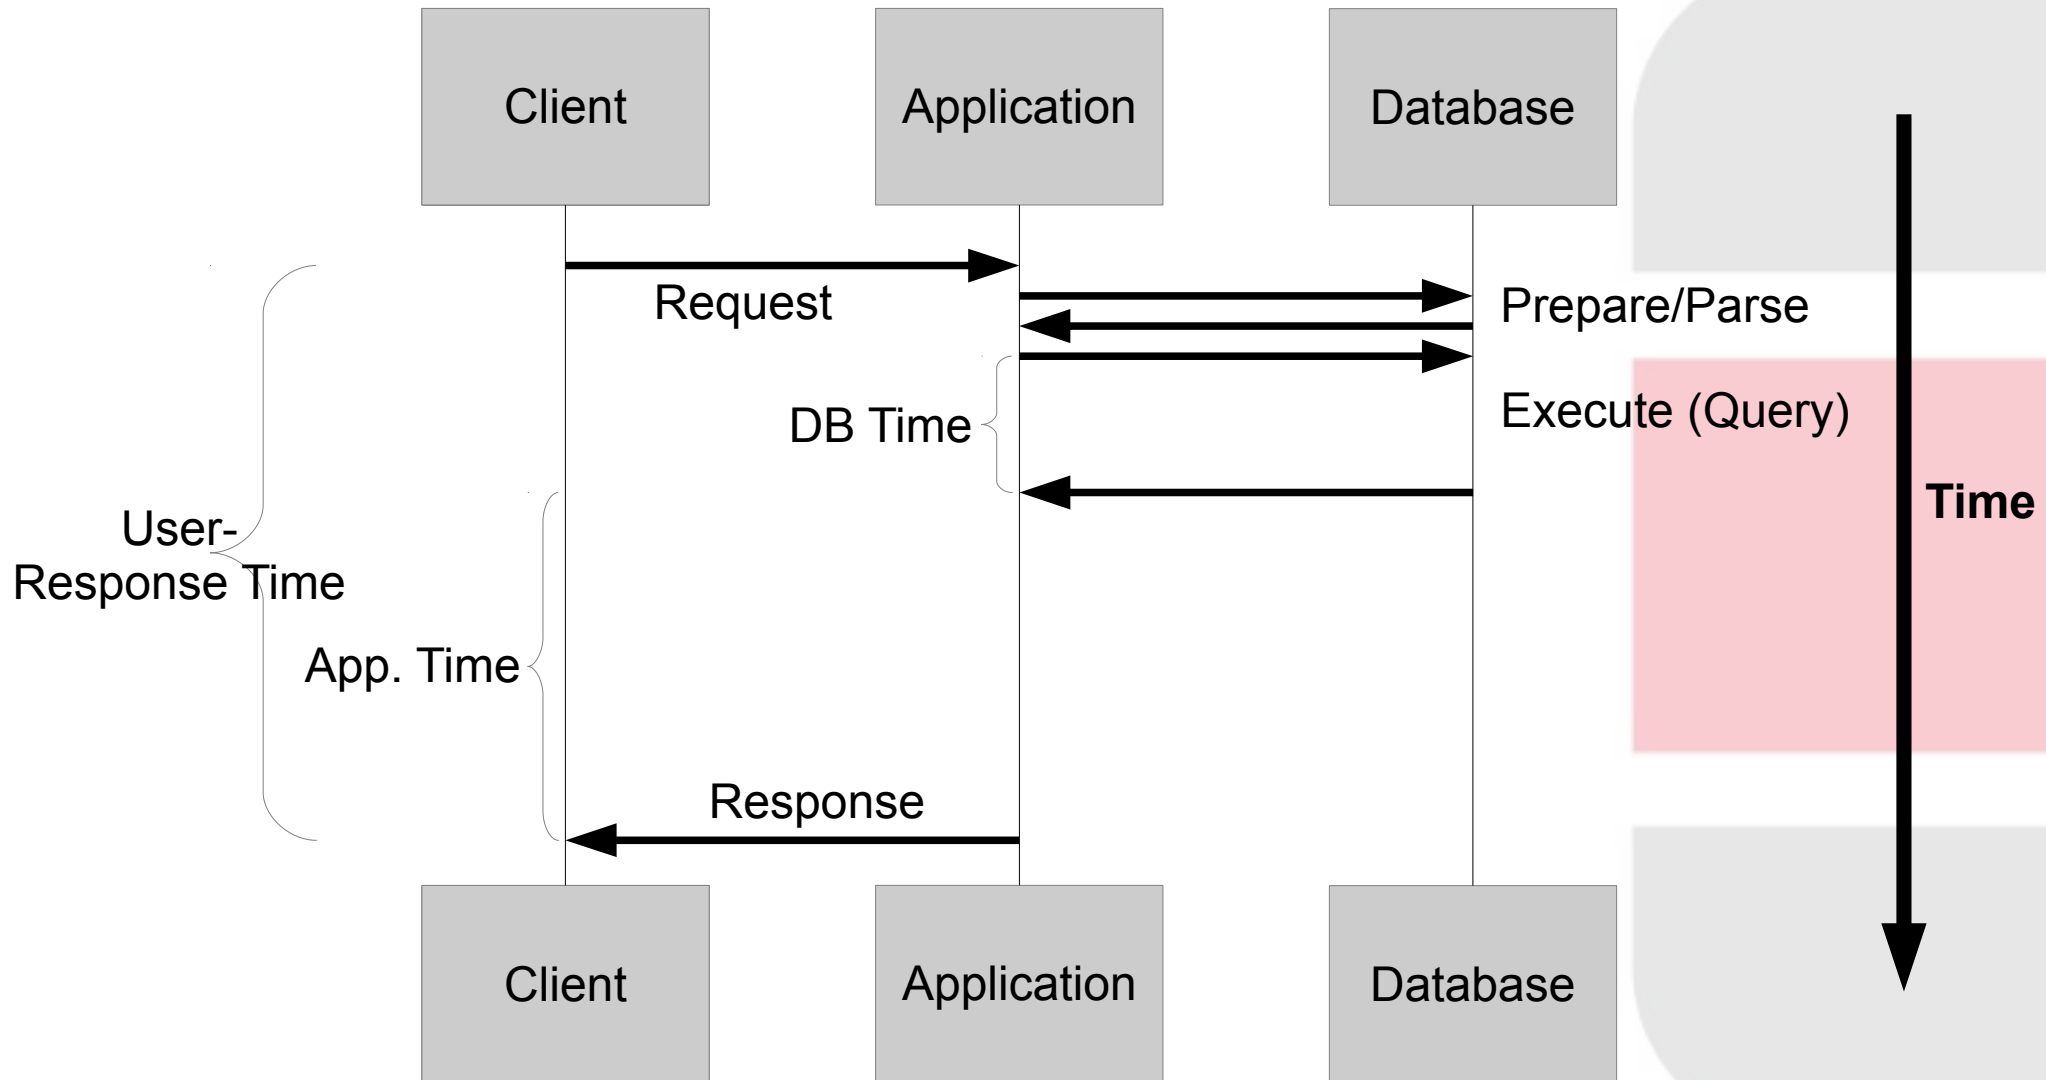 Client
Application
Database
Request
Prepare/Parse
DB Time
Execute (Query)
Time
User-
Response Time
App. Time
Response
Client
Application
Database